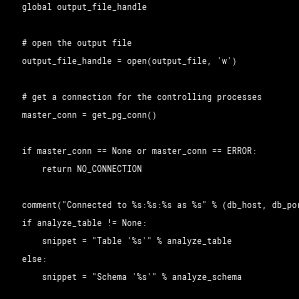 global output_file_handle
# open the output file
output_file_handle = open(output_file, 'w')
# get a connection for the controlling processes
master_conn = get_pg_conn()
if master_conn == None or master_conn == ERROR:
return NO_CONNECTION
comment("Connected to %s:%s:%s as %s" % (db_host, db_por
if analyze_table != None:
snippet = "Table '%s'" % analyze_table
else:
snippet = "Schema '%s'" % analyze_schema